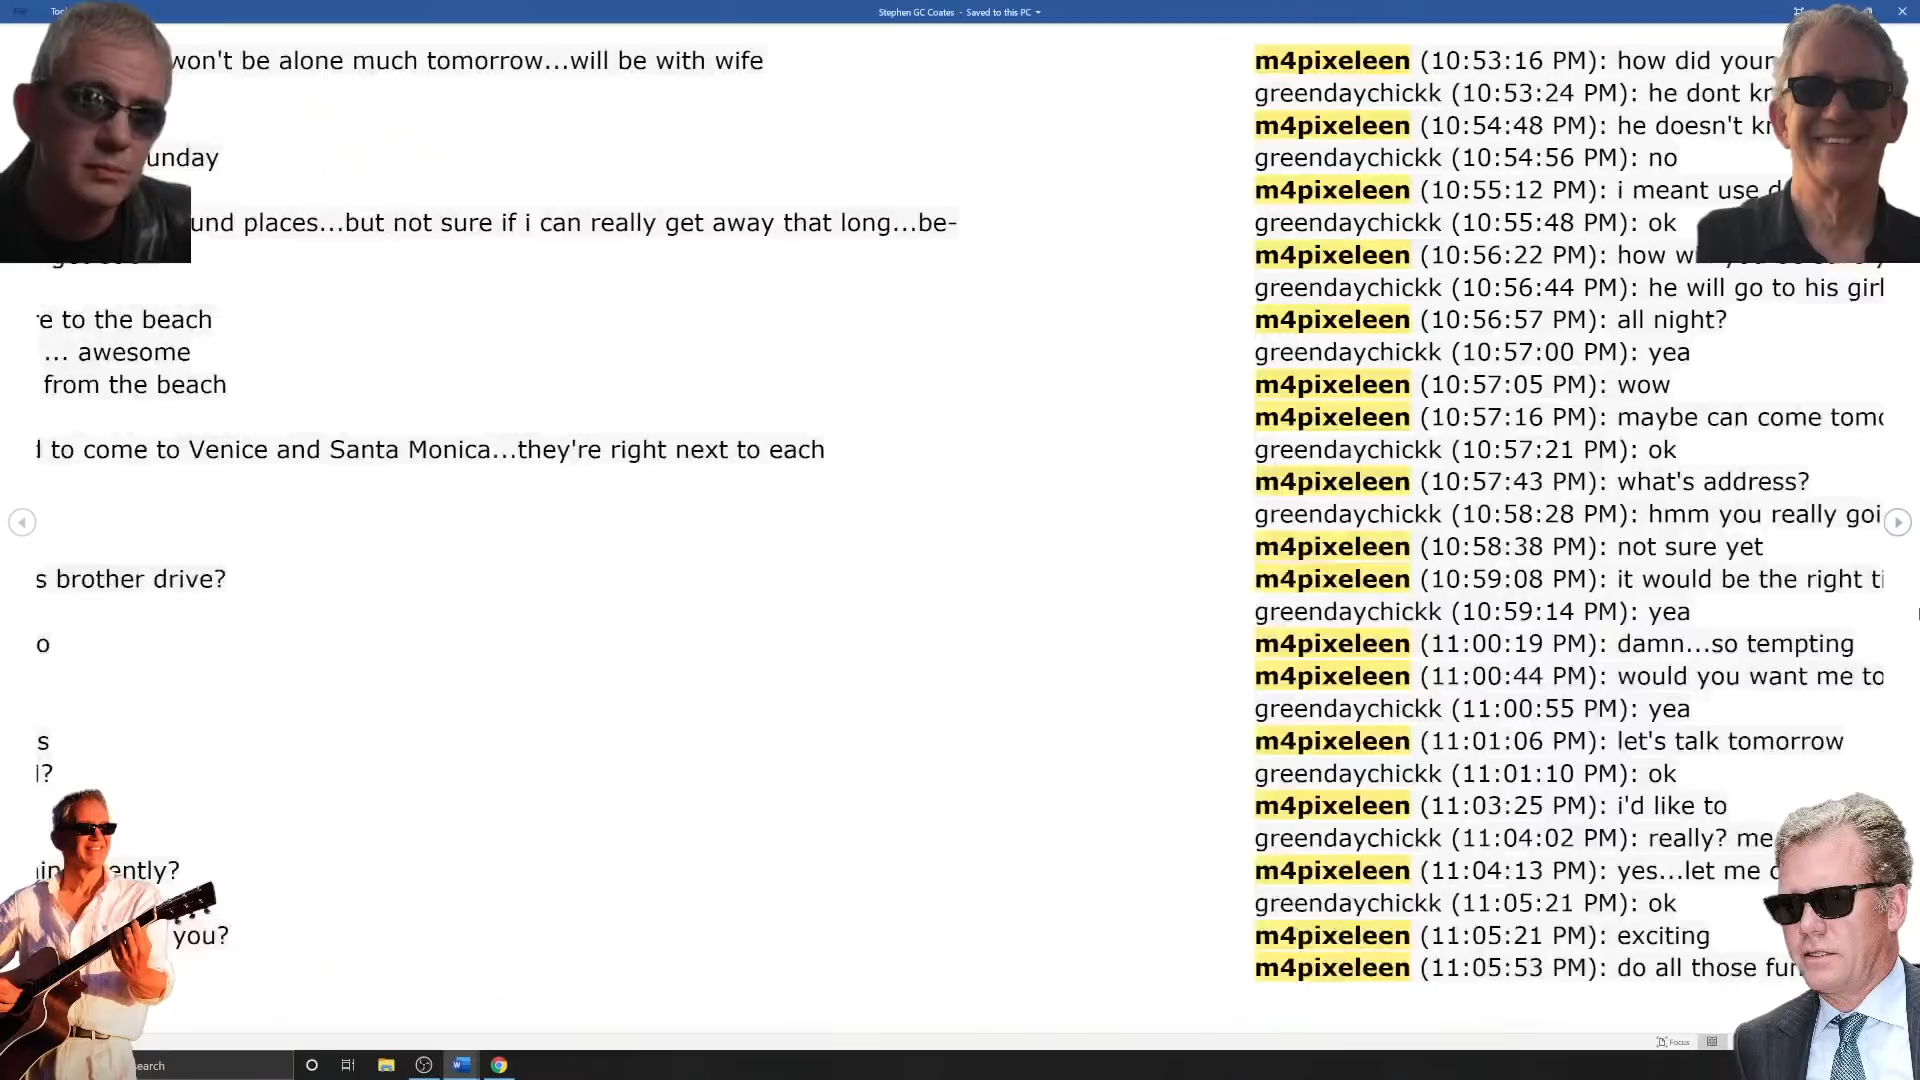 Stephen GC Coates - Saved to this PC
won't be alone much tomorrow...will be with wife
unday
und places...but not sure if i can really get away that long...be-
e to the beach
... awesome
from the beach
to come to Venice and Santa Monica...they're right next to each
s brother drive?
o
s
?
ently?
you?
m4pixeleen (10:53:16 PM): how did your
greendaychickk (10:53:24 PM): he dont kr
m4pixeleen (10:54:48 PM): he doesn't kr
greendaychickk (10:54:56 PM): no
m4pixeleen (10:55:12 PM): i meant use d
greendaychickk (10:55:48 PM): ok
m4pixeleen (10:56:22 PM): how w
greendaychickk (10:56:44 PM): he will go to his girl
m4pixeleen (10:56:57 PM): all night?
greendaychickk (10:57:00 PM): yea
m4pixeleen (10:57:05 PM): wow
m4pixeleen (10:57:16 PM): maybe can come tomo
greendaychickk (10:57:21 PM): ok
m4pixeleen (10:57:43 PM): what's address?
greendaychickk (10:58:28 PM): hmm you really goi
m4pixeleen (10:58:38 PM): not sure yet
m4pixeleen (10:59:08 PM): it would be the right ti
greendaychickk (10:59:14 PM): yea
m4pixeleen (11:00:19 PM): damn...so tempting
m4pixeleen (11:00:44 PM): would you want me to
greendaychickk (11:00:55 PM): yea
m4pixeleen (11:01:06 PM): let's talk tomorrow
greendaychickk (11:01:10 PM): ok
m4pixeleen (11:03:25 PM): i'd like to
greendaychickk (11:04:02 PM): really? me
m4pixeleen (11:04:13 PM): yes...let me c
greendaychickk (11:05:21 PM): ok
m4pixeleen (11:05:21 PM): exciting
m4pixeleen (11:05:53 PM): do all those fun
Focus
earch